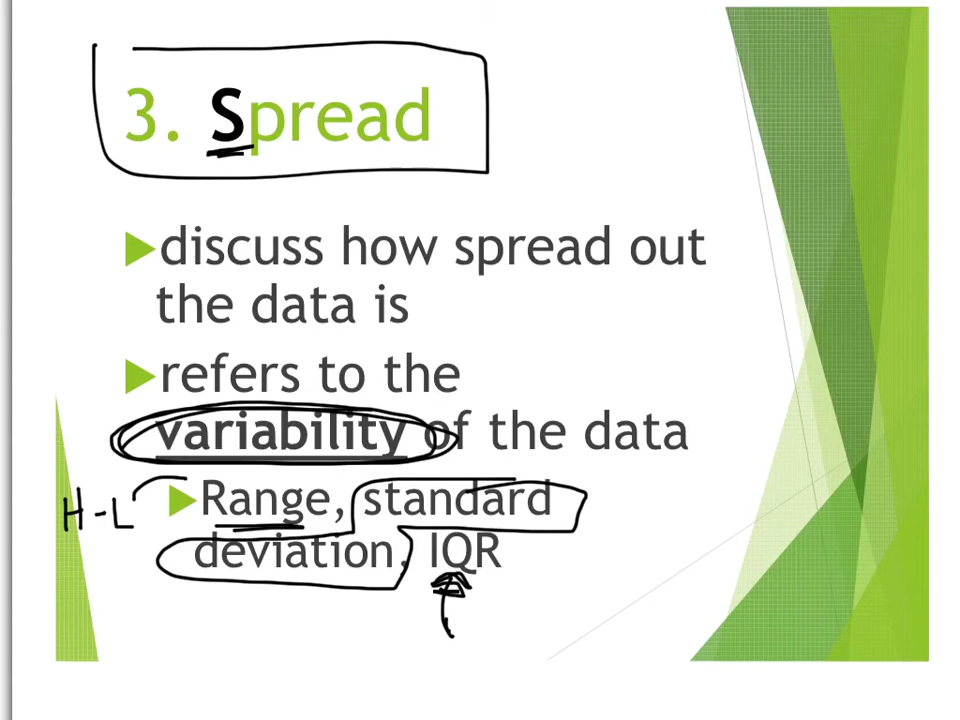 3. Spread
discuss how spread out
the data is
refers to the
variability of the data
H-L Range, standard
deviation, IQR